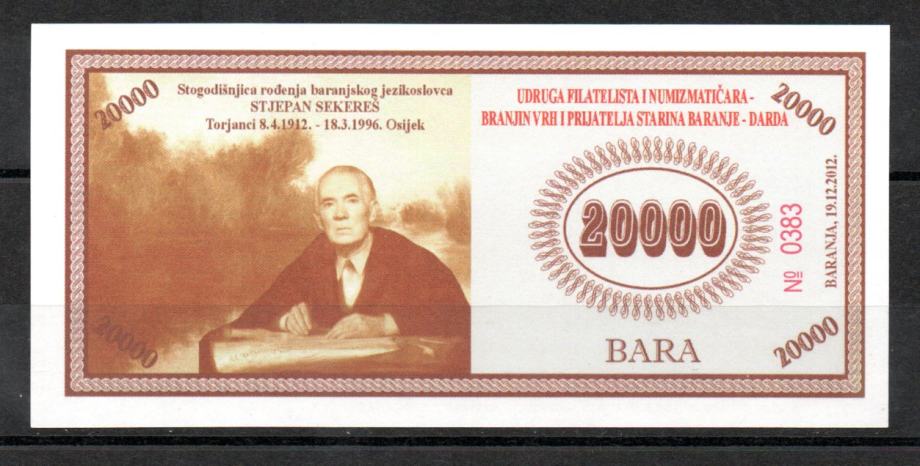 20000
Stogodišnjica rođenja baranjskog jezikoslovca
STJEPAN SEKEREŠ
Torjanci 8.4.1912. - 18.3.1996. Osijek
UDRUGA FILATELISTA I NUMIZMATIČARA -
BRANJIN VRH I PRIJATELJA STARINA BARANJE - DARDA
20000
20000
№ 0383
BARANJA, 19.12.2012.
20000
BARA
20000